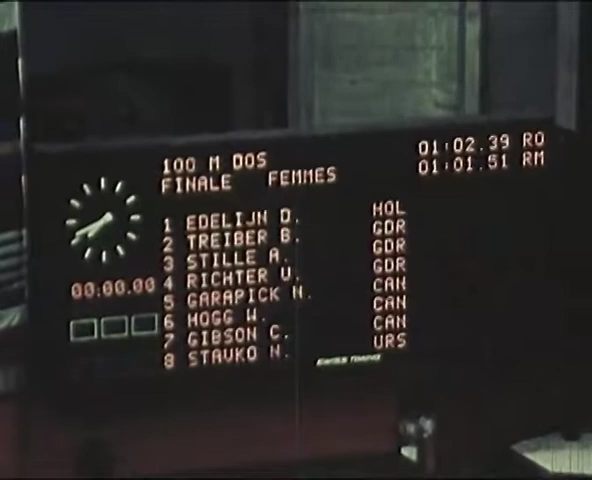 100 M DOS 01:02.39 RO
FINALE FEMMES 01:01.51 RM
1 EDELIJN D. HOL
2 TREIBER B. GDR
3 STILLE A. GDR
4 RICHTER U. GDR
5 GARAPICK N. CAN
6 HOGG W. CAN
7 GIBSON C. CAN
8 STAVKO N. URS
00:00.00
SWISS TIMING